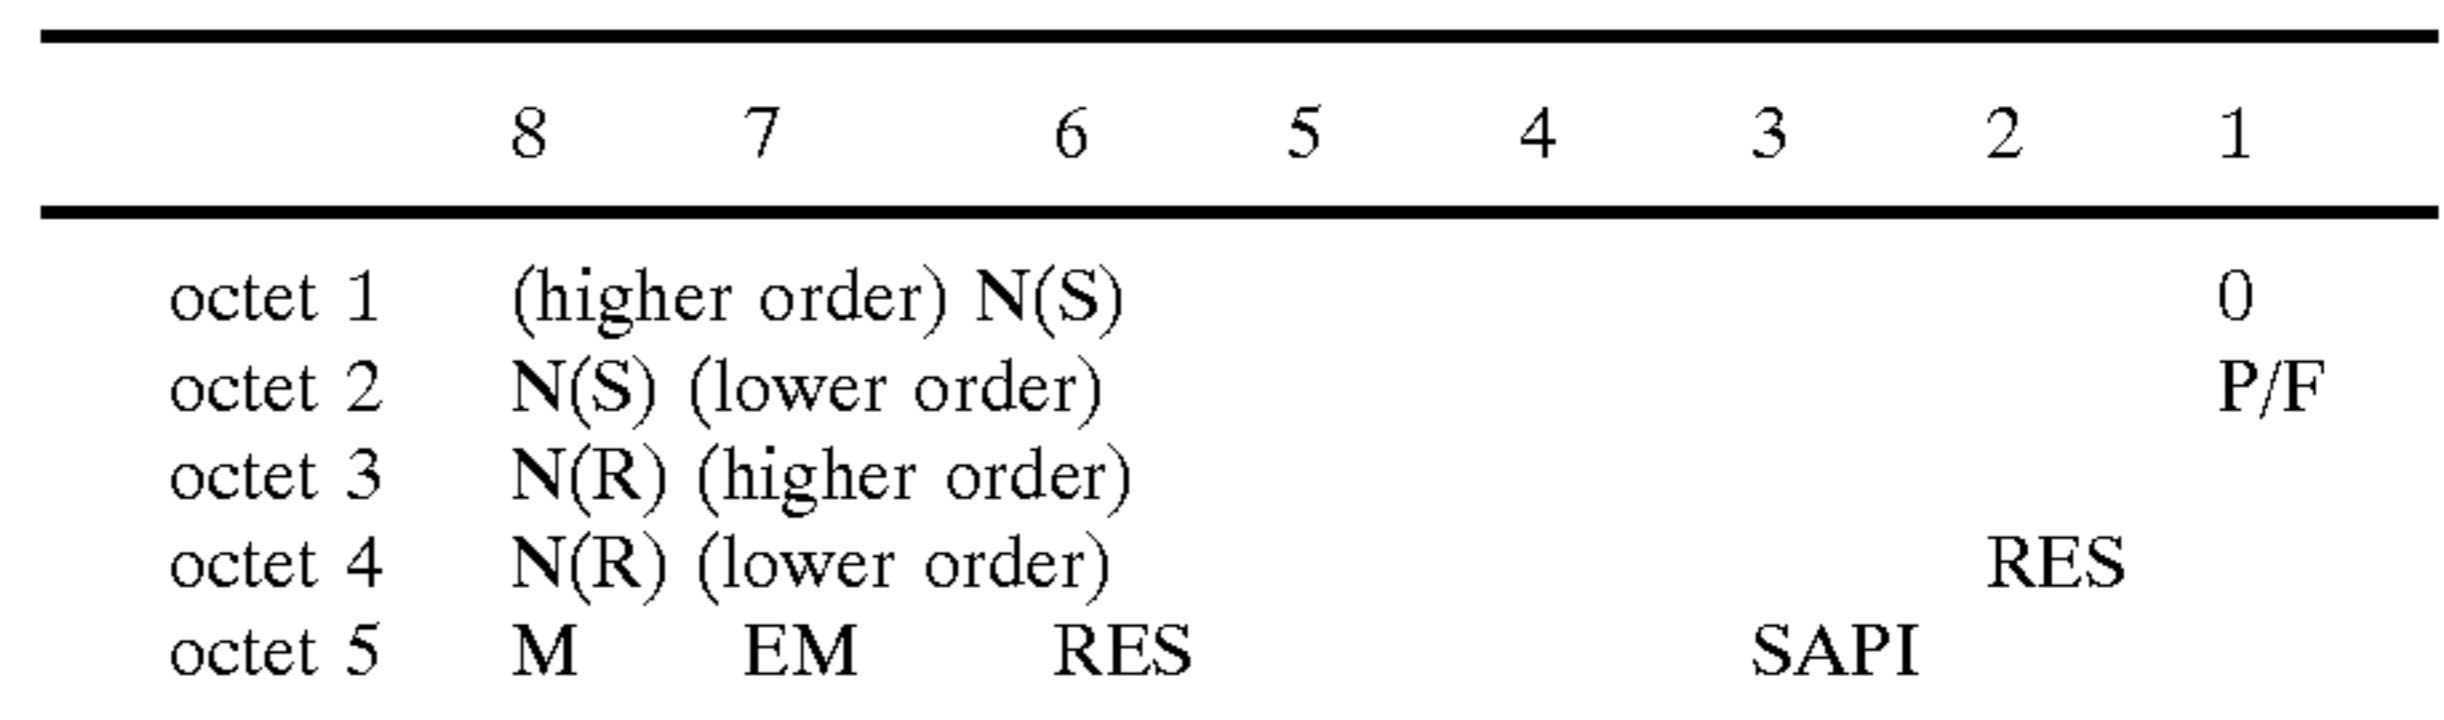 8 7 6 5 4 3 2 1
octet 1 (higher order) N(S) 0
octet 2 N(S) (lower order) P/F
octet 3 N(R) (higher order)
octet 4 N(R) (lower order) RES
octet 5 M EM RES SAPI